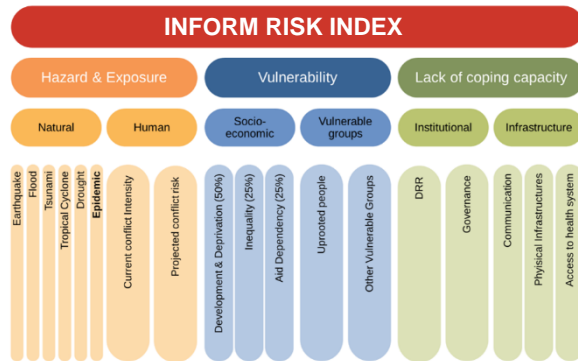 INFORM RISK INDEX
Hazard & Exposure
Vulnerability
Lack of coping capacity
Natural
Human
Socio-
economic
Vulnerable
groups
Institutional
Infrastructure
Earthquake
Flood
Tsunami
Tropical Cyclone
Drought
Epidemic
Current conflict Intensity
Projected conflict risk
Development & Deprivation (50%)
Inequality (25%)
Aid Dependency (25%)
Uprooted people
Other Vulnerable Groups
DRR
Governance
Communication
Phyisical Infrastructures
Access to health system